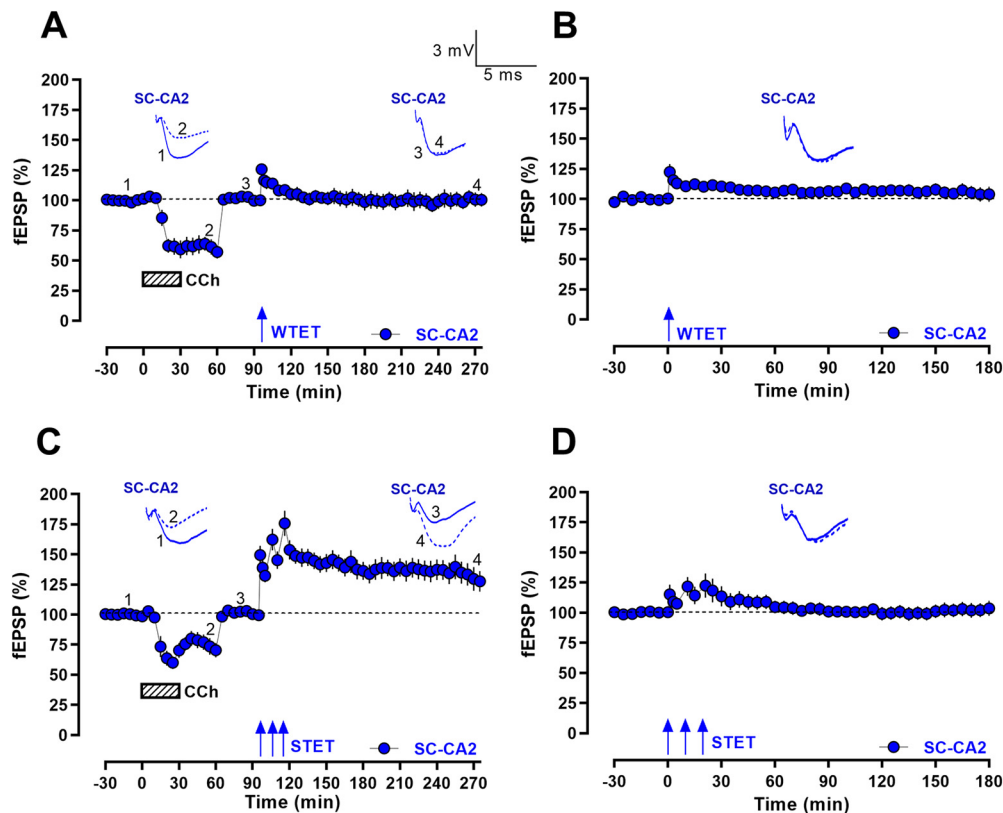 A
3 mV
5 ms
SC-CA2
SC-CA2
2
1
4
3
200
175
150
125
100
75
50
25
0
fEPSP (%)
1
2
3
4
CCh
WTET
SC-CA2
-30 0 30 60 90 120 150 180 210 240 270
Time (min)
B
SC-CA2
200
175
150
125
100
75
50
25
0
fEPSP (%)
WTET
SC-CA2
-30 0 30 60 90 120 150 180
Time (min)
C
SC-CA2
SC-CA2
2
1
3
4
200
175
150
125
100
75
50
25
0
fEPSP (%)
1
2
3
4
CCh
STET
SC-CA2
-30 0 30 60 90 120 150 180 210 240 270
Time (min)
D
SC-CA2
200
175
150
125
100
75
50
25
0
fEPSP (%)
STET
SC-CA2
-30 0 30 60 90 120 150 180
Time (min)